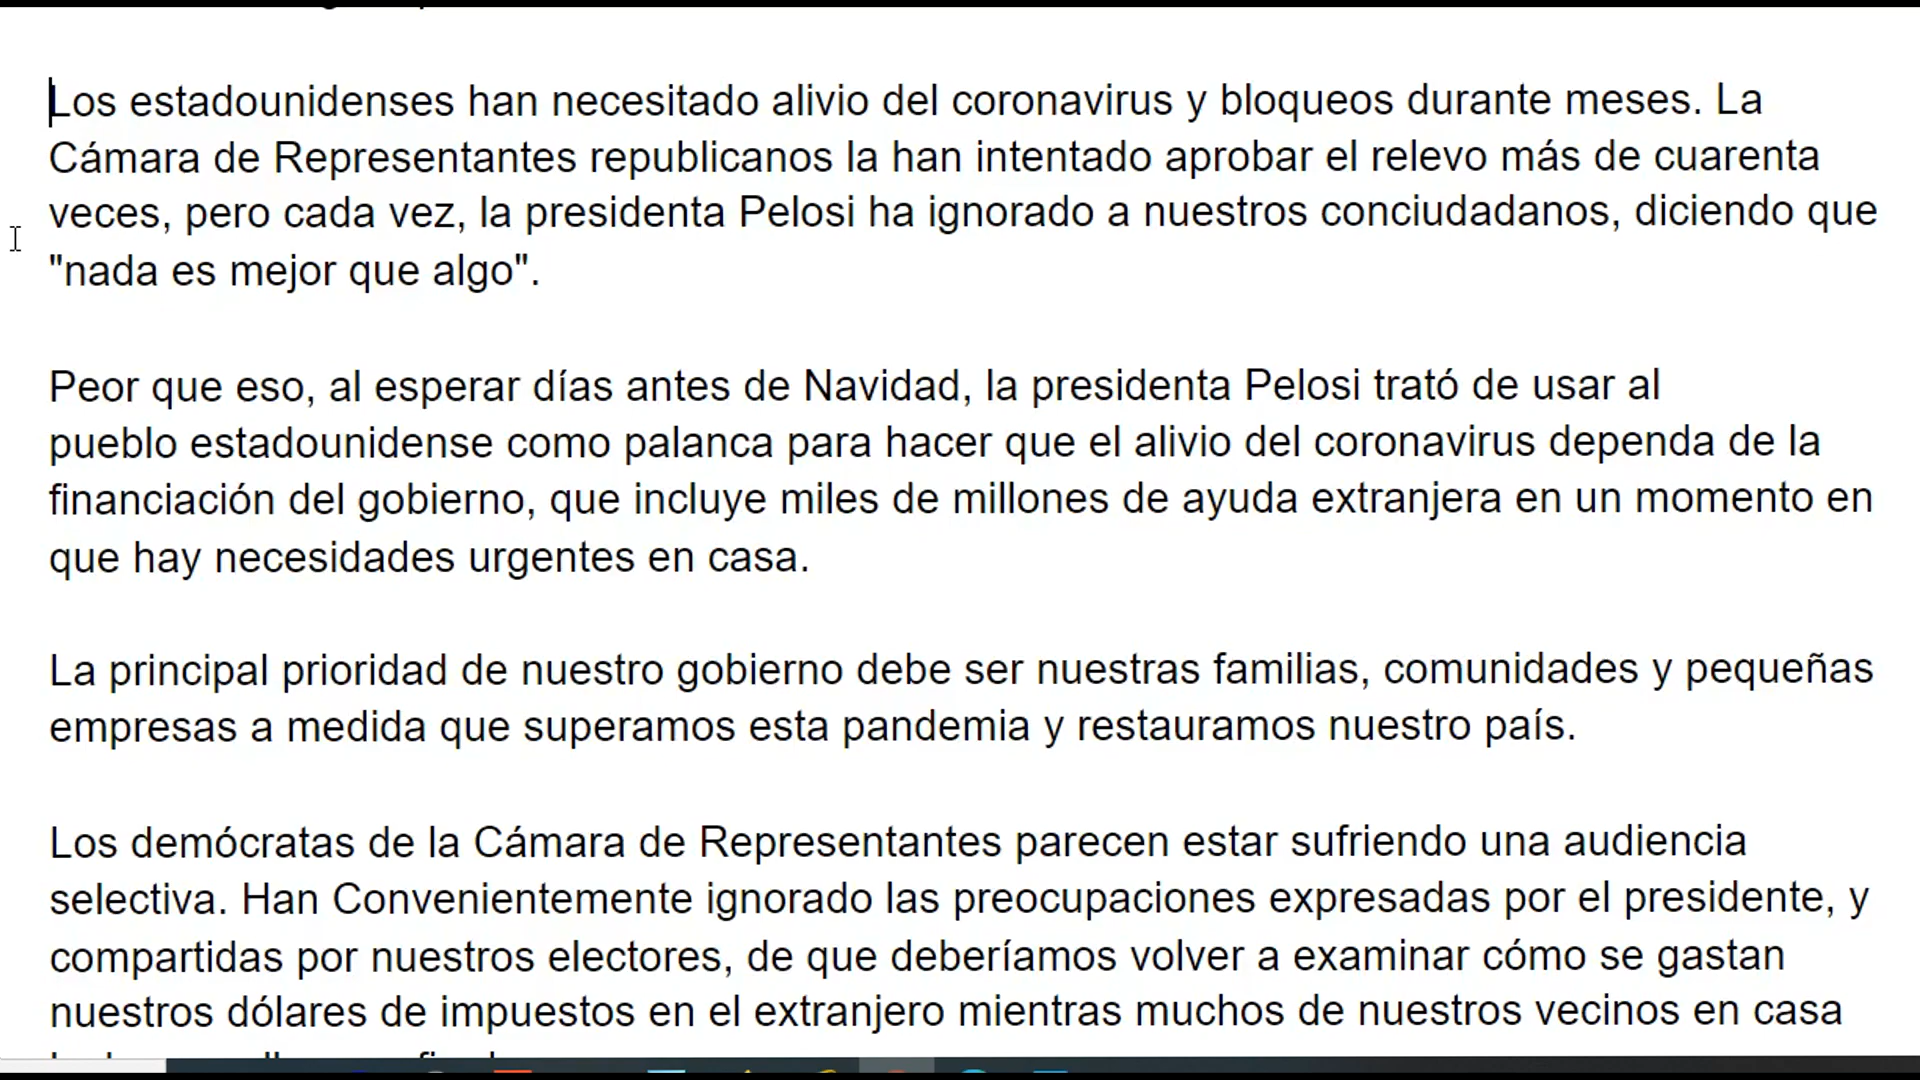 Los estadounidenses han necesitado alivio del coronavirus y bloqueos durante meses. La
Cámara de Representantes republicanos la han intentado aprobar el relevo más de cuarenta
veces, pero cada vez, la presidenta Pelosi ha ignorado a nuestros conciudadanos, diciendo que
"nada es mejor que algo".
Peor que eso, al esperar días antes de Navidad, la presidenta Pelosi trató de usar al
pueblo estadounidense como palanca para hacer que el alivio del coronavirus dependa de la
financiación del gobierno, que incluye miles de millones de ayuda extranjera en un momento en
que hay necesidades urgentes en casa.
La principal prioridad de nuestro gobierno debe ser nuestras familias, comunidades y pequeñas
empresas a medida que superamos esta pandemia y restauramos nuestro país.
Los demócratas de la Cámara de Representantes parecen estar sufriendo una audiencia
selectiva. Han Convenientemente ignorado las preocupaciones expresadas por el presidente, y
compartidas por nuestros electores, de que deberíamos volver a examinar cómo se gastan
nuestros dólares de impuestos en el extranjero mientras muchos de nuestros vecinos en casa